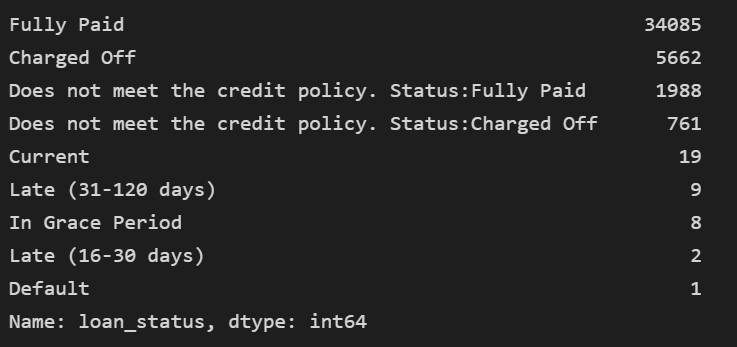 Fully Paid 34085
Charged Off 5662
Does not meet the credit policy. Status:Fully Paid 1988
Does not meet the credit policy. Status:Charged Off 761
Current 19
Late (31-120 days) 9
In Grace Period 8
Late (16-30 days) 2
Default 1
Name: loan_status, dtype: int64